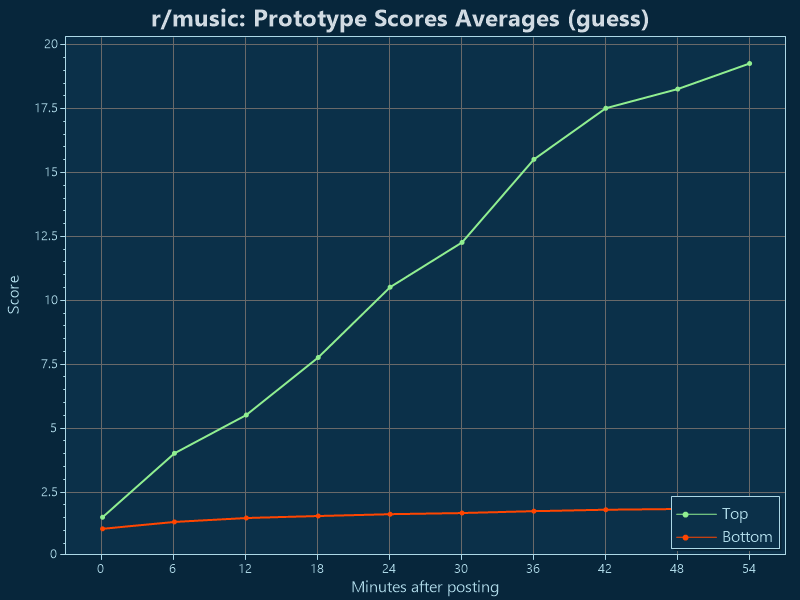 r/music: Prototype Scores Averages (guess)
20
17.5
15
12.5
10
7.5
5
2.5
0
Score
Top
Bottom
0 6 12 18 24 30 36 42 48 54
Minutes after posting